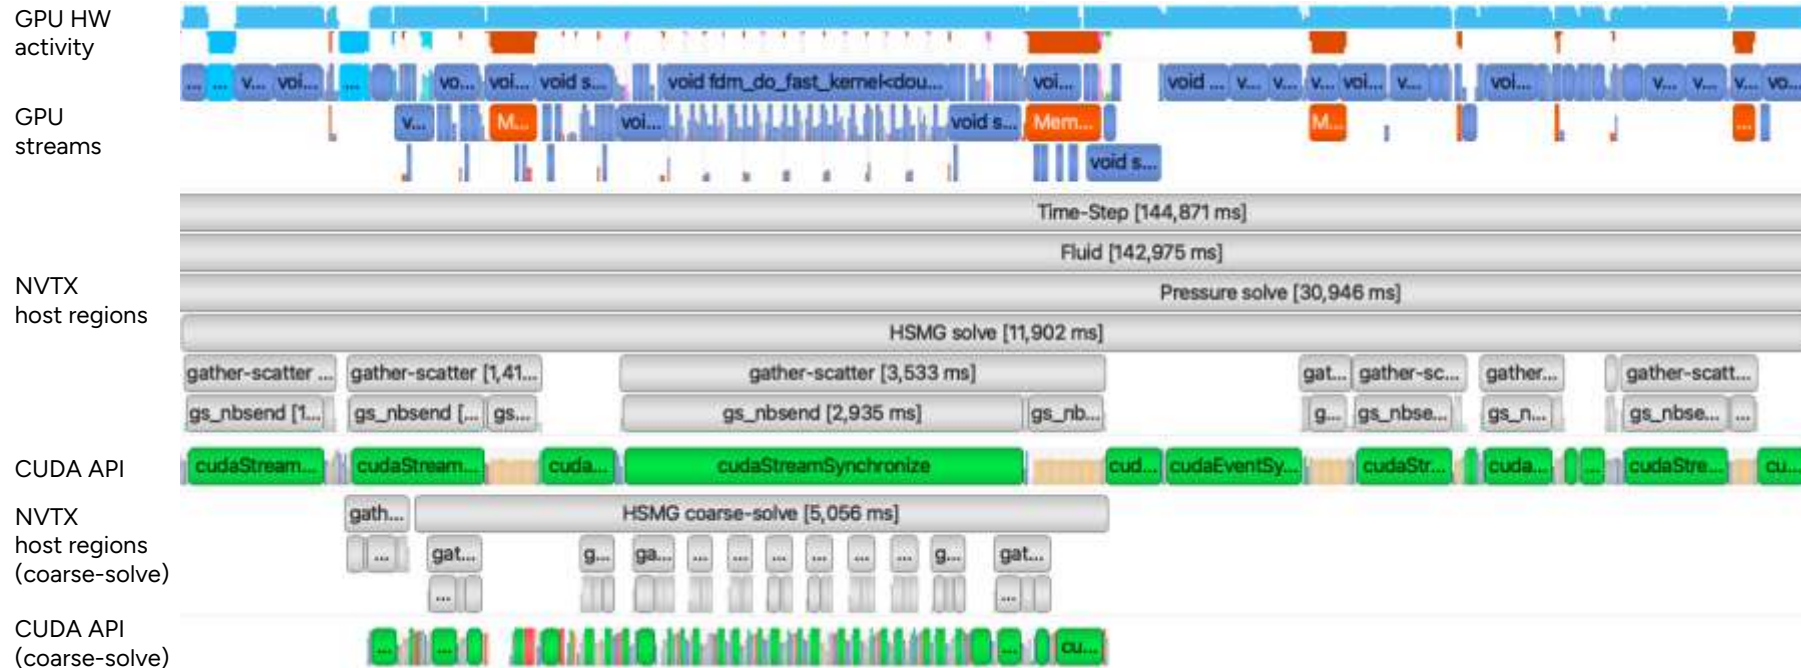 GPU HW
activity
... ... v... voi... ... vo... voi... void s... void fdm_do_fast_kernel<dou... voi... void ... v... v... v... voi... v... voi... v... v... v... vo...
GPU
streams
v... M... voi... void s... Mem... M... ...
void s...
Time-Step [144,871 ms]
Fluid [142,975 ms]
NVTX
host regions
Pressure solve [30,946 ms]
HSMG solve [11,902 ms]
gather-scatter ... gather-scatter [1,41... gather-scatter [3,533 ms] gat... gather-sc... gather... gather-scatt...
gs_nbsend [1... gs_nbsend [... gs... gs_nbsend [2,935 ms] gs_nb... g... gs_nbse... gs_n... gs_nbse... ...
CUDA API
cudaStream... cudaStream... cuda... cudaStreamSynchronize cud... cudaEventSy... cudaStr... cuda... ... cudaStre... cu...
NVTX
host regions
(coarse-solve)
gath... HSMG coarse-solve [5,056 ms]
... gat... g... ga... ... ... ... ... ... ... g... gat...
... ...
CUDA API
(coarse-solve)
... ... ... cu...